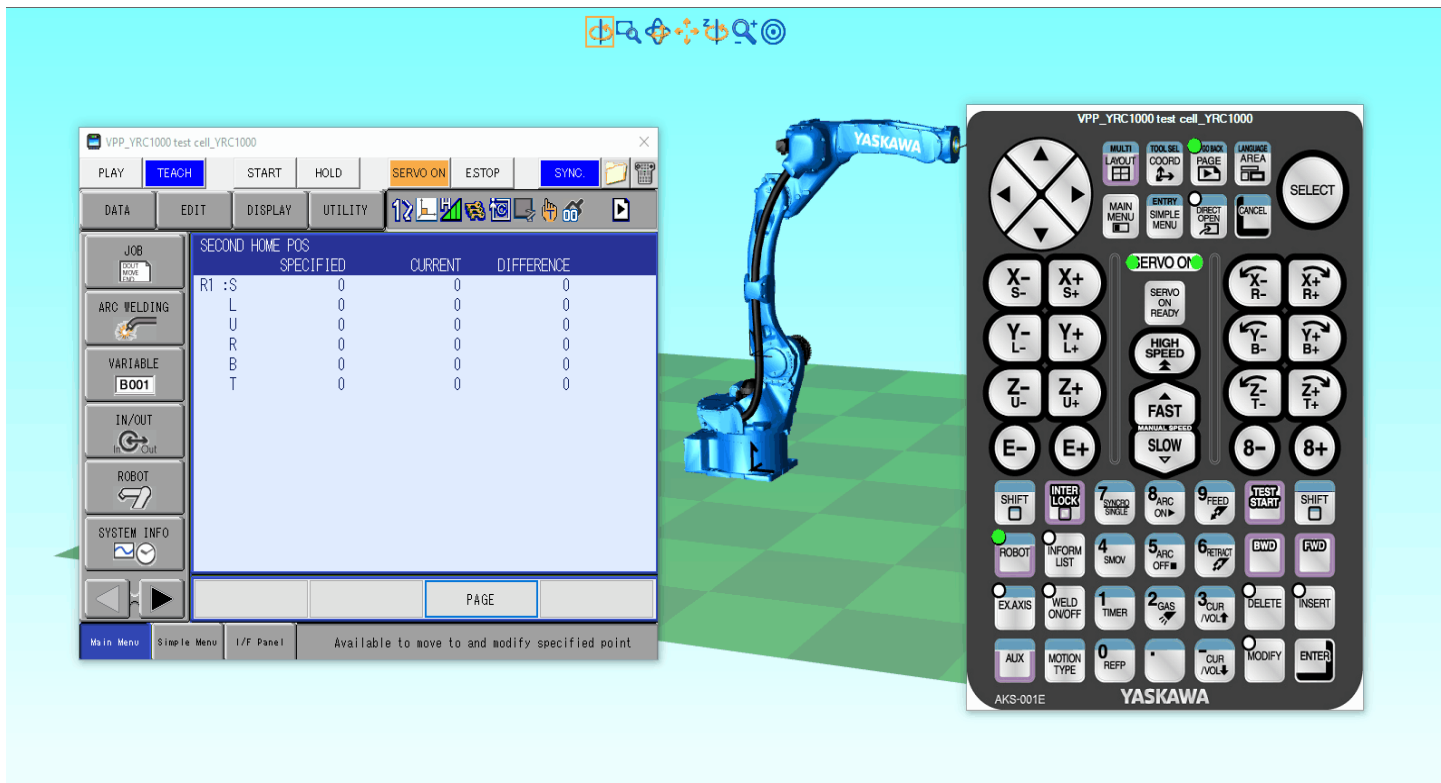 VPP_YRC1000 test cell_YRC1000
PLAY TEACH START HOLD SERVO ON E.STOP SYNC.
DATA EDIT DISPLAY UTILITY
JOB
DOUT
MOVE
END
ARC WELDING
VARIABLE
B001
IN/OUT
In Out
ROBOT
SYSTEM INFO
SECOND HOME POS
SPECIFIED CURRENT DIFFERENCE
R1 :S 0 0 0
L 0 0 0
U 0 0 0
R 0 0 0
B 0 0 0
T 0 0 0
PAGE
Main Menu Simple Menu I/F Panel Available to move to and modify specified point
YASKAWA
VPP_YRC1000 test cell_YRC1000
MULTI TOOL SEL GO BACK LANGUAGE
LAYOUT COORD PAGE AREA
SELECT
ENTRY
MAIN MENU SIMPLE MENU DIRECT OPEN CANCEL
SERVO ON
X- S- X+ S+ SERVO ON READY X- R- X+ R+
Y- L- Y+ L+ HIGH SPEED Y- B- Y+ B+
Z- U- Z+ U+ FAST Z- T- Z+ T+
MANUAL SPEED
E- E+ SLOW 8- 8+
SHIFT INTER LOCK 7 SYNCRO SINGLE 8 ARC ON 9 FEED TEST START SHIFT
ROBOT INFORM LIST 4 SMOV 5 ARC OFF 6 RETRACT BWD FWD
EX.AXIS WELD ON/OFF 1 TIMER 2 GAS 3 CUR /VOL DELETE INSERT
AUX MOTION TYPE 0 REFP . - CUR /VOL MODIFY ENTER
AKS-001E YASKAWA